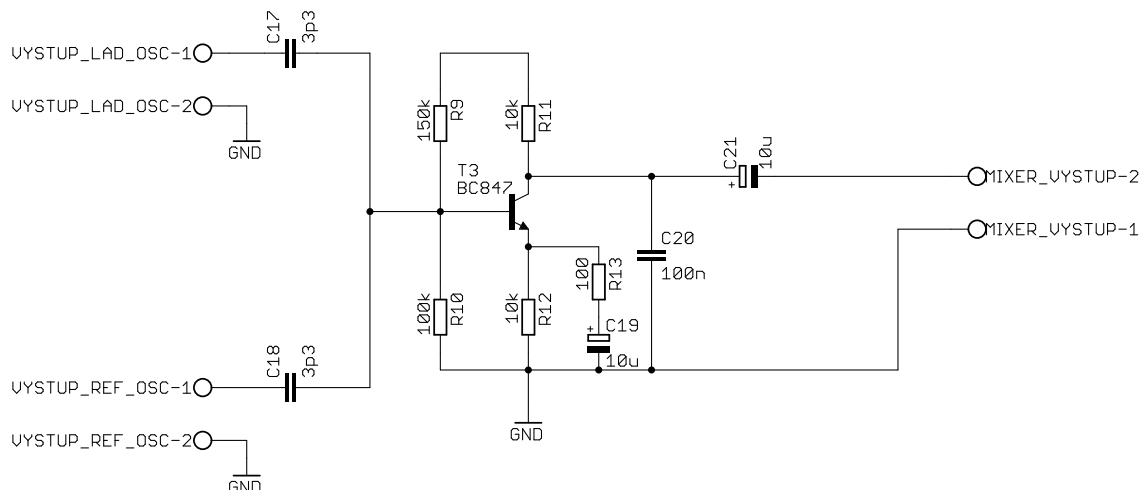 C17
3p3
VYSTUP_LAD_OSC-1
VYSTUP_LAD_OSC-2
GND
150k
R9
10k
R11
T3
BC847
C21
10u
+
MIXER_VYSTUP-2
MIXER_VYSTUP-1
C20
100n
100
R13
100k
R10
10k
R12
+
C19
10u
C18
3p3
VYSTUP_REF_OSC-1
VYSTUP_REF_OSC-2
GND
GND